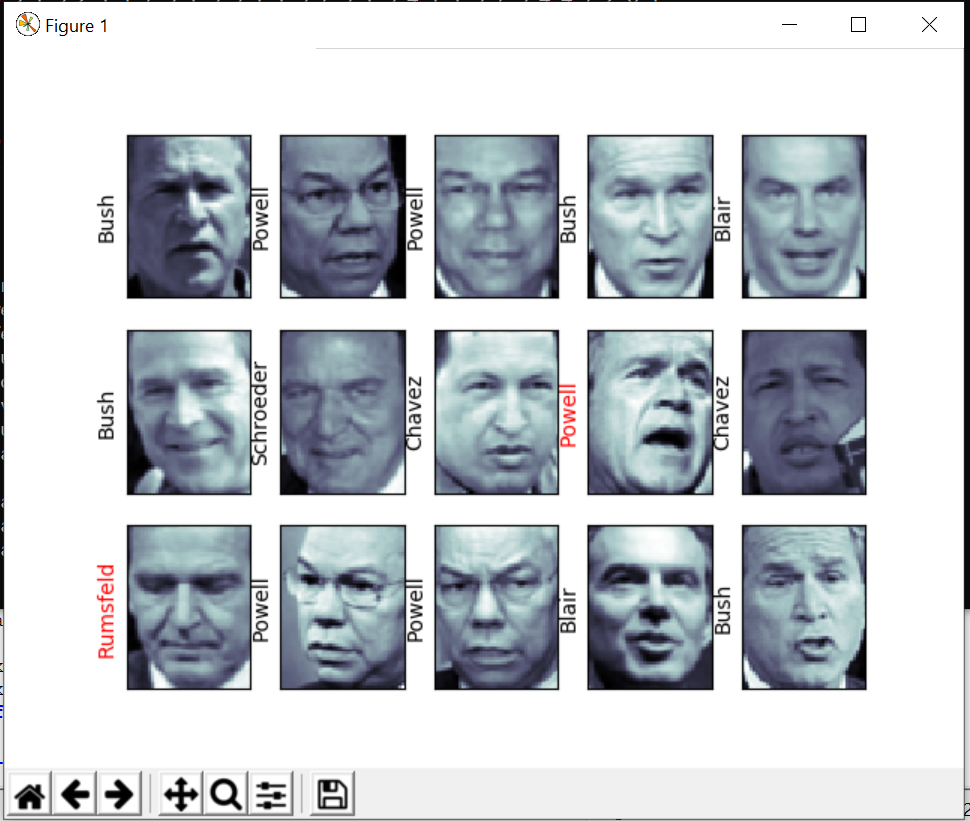 Figure 1
Bush
Powell
Powell
Bush
Blair
Bush
Schroeder
Chavez
Powell
Chavez
Rumsfeld
Powell
Powell
Blair
Bush